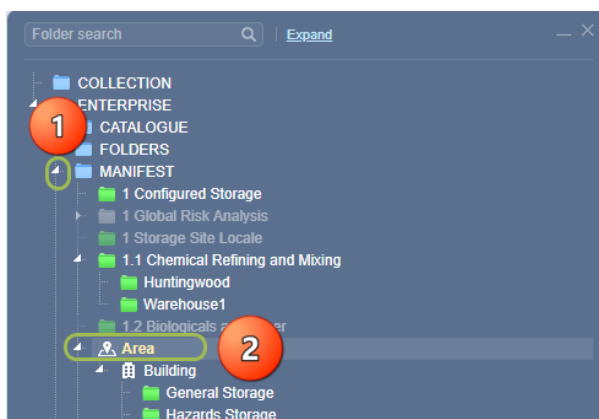 Folder search
Expand
COLLECTION
ENTERPRISE
1
CATALOGUE
FOLDERS
MANIFEST
1 Configured Storage
1 Global Risk Analysis
1 Storage Site Locale
1.1 Chemical Refining and Mixing
Huntingwood
Warehouse1
1.2 Biologicals a
Area
2
Building
General Storage
Hazards Storage